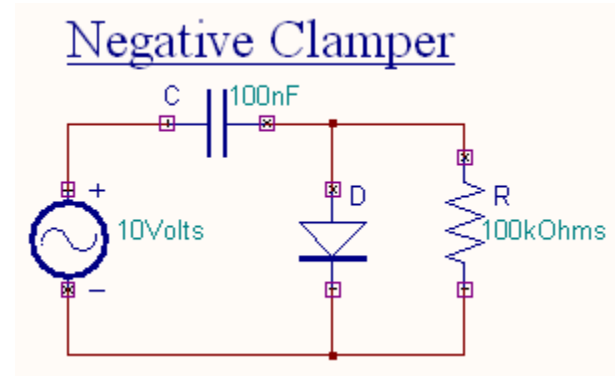 Negative Clamper
C 100nF
+ D R
10Volts 100kOhms
−